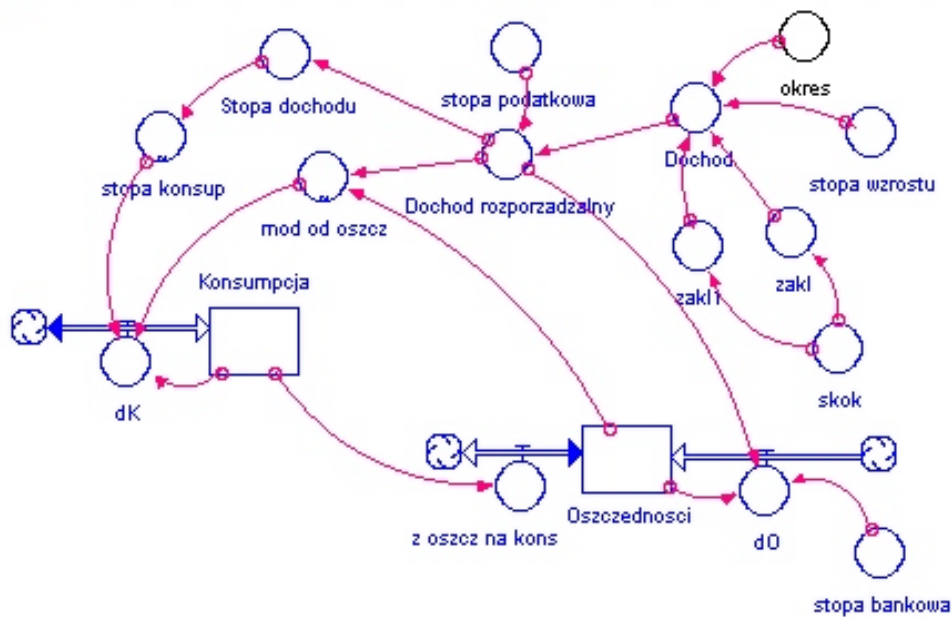 okres
Stopa dochodu
stopa podatkowa
Dochod
stopa konsup
stopa wzrostu
mod od oszcz
Dochod rozporzadzalny
Konsumpcja
zakl1
zakl
dK
skok
Oszczednosci
z oszcz na kons
dO
stopa bankowa